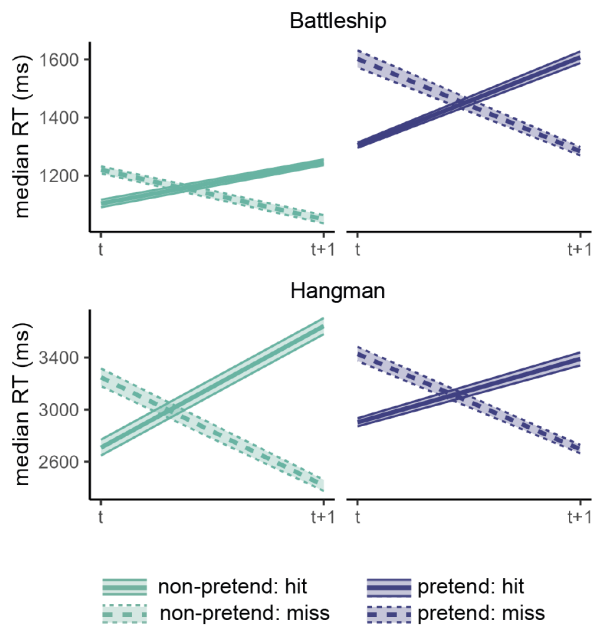 Battleship
median RT (ms)
1600
1400
1200
t
t+1
t
t+1
Hangman
median RT (ms)
3400
3000
2600
t
t+1
t
t+1
non-pretend: hit
pretend: hit
non-pretend: miss
pretend: miss